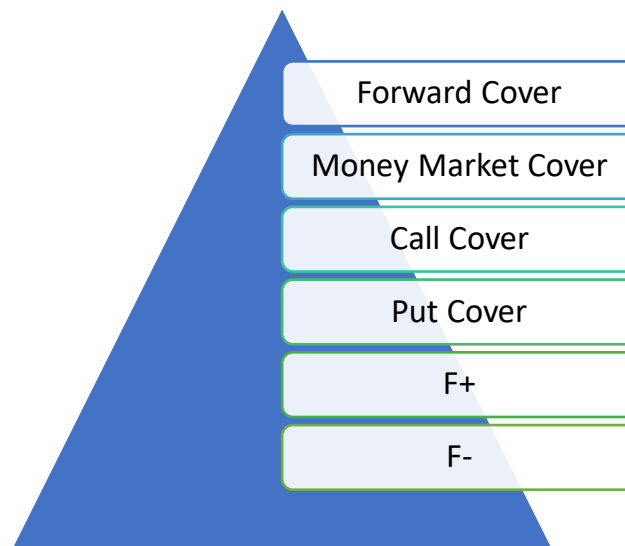 Forward Cover
Money Market Cover
Call Cover
Put Cover
F+
F-